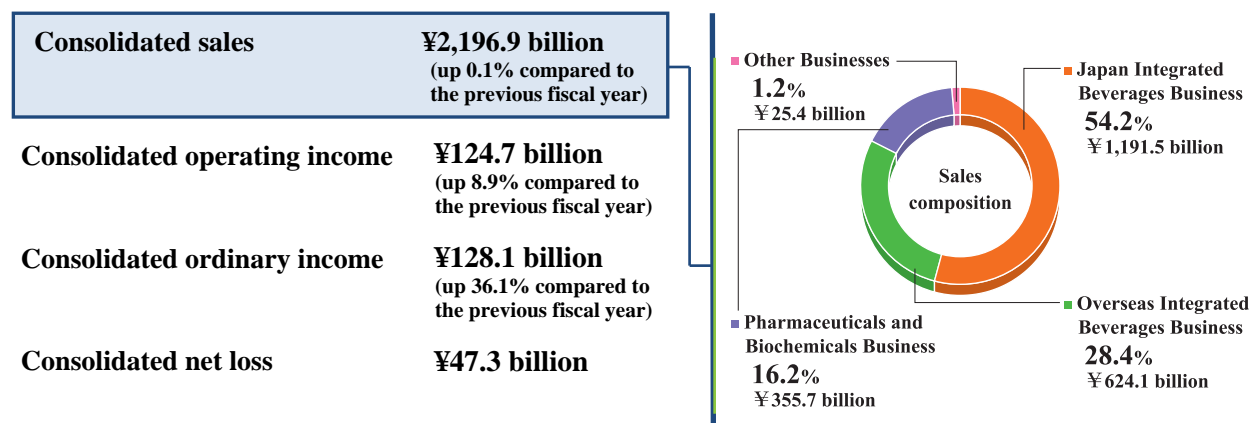 Consolidated sales
¥2,196.9 billion
(up 0.1% compared to
the previous fiscal year)
Consolidated operating income
¥124.7 billion
(up 8.9% compared to
the previous fiscal year)
Consolidated ordinary income
¥128.1 billion
(up 36.1% compared to
the previous fiscal year)
Consolidated net loss
¥47.3 billion
Other Businesses
1.2%
¥25.4 billion
Japan Integrated
Beverages Business
54.2%
¥1,191.5 billion
Sales
composition
Pharmaceuticals and
Biochemicals Business
16.2%
¥355.7 billion
Overseas Integrated
Beverages Business
28.4%
¥624.1 billion